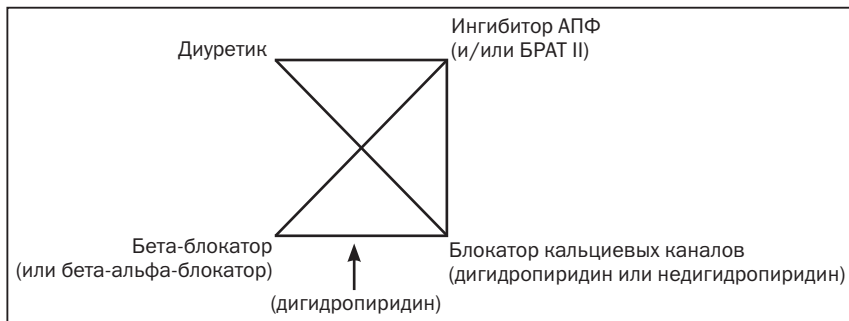 Диуретик
Ингибитор АПФ
(и/или БРАТ II)
Бета-блокатор
(или бета-альфа-блокатор)
Блокатор кальциевых каналов
(дигидропиридин или недигидропиридин)
(дигидропиридин)